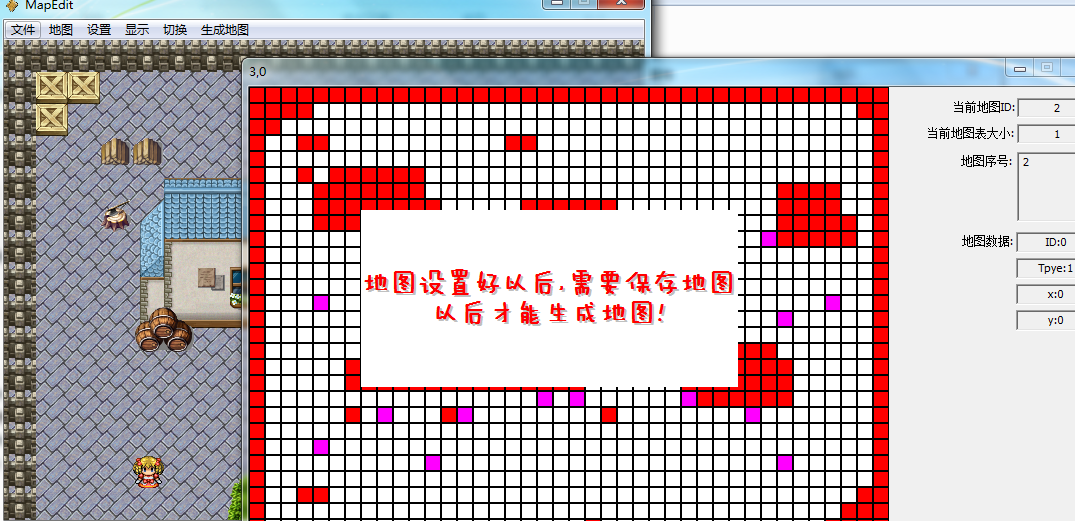 MapEdit
文件 地图 设置 显示 切换 生成地图
3,0
当前地图ID: 2
当前地图表大小: 1
地图序号: 2
地图数据: ID:0
Tpye:1
x:0
y:0
地图设置好以后,需要保存地图
以后才能生成地图!